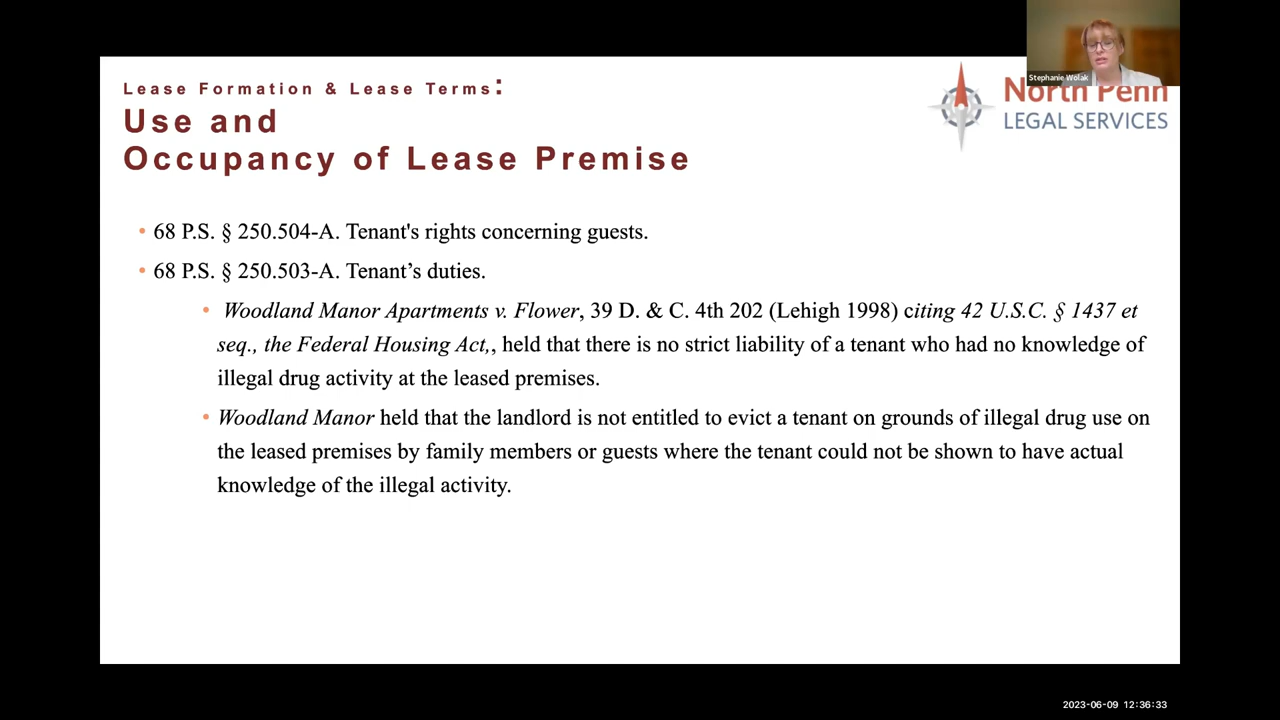 Stephanie Wolak
Lease Formation & Lease Terms:
Use and
Occupancy of Lease Premise
North Penn
LEGAL SERVICES
• 68 P.S. § 250.504-A. Tenant's rights concerning guests.
• 68 P.S. § 250.503-A. Tenant’s duties.
• Woodland Manor Apartments v. Flower, 39 D. & C. 4th 202 (Lehigh 1998) citing 42 U.S.C. § 1437 et
seq., the Federal Housing Act,, held that there is no strict liability of a tenant who had no knowledge of
illegal drug activity at the leased premises.
• Woodland Manor held that the landlord is not entitled to evict a tenant on grounds of illegal drug use on
the leased premises by family members or guests where the tenant could not be shown to have actual
knowledge of the illegal activity.
2023-06-09 12:36:33